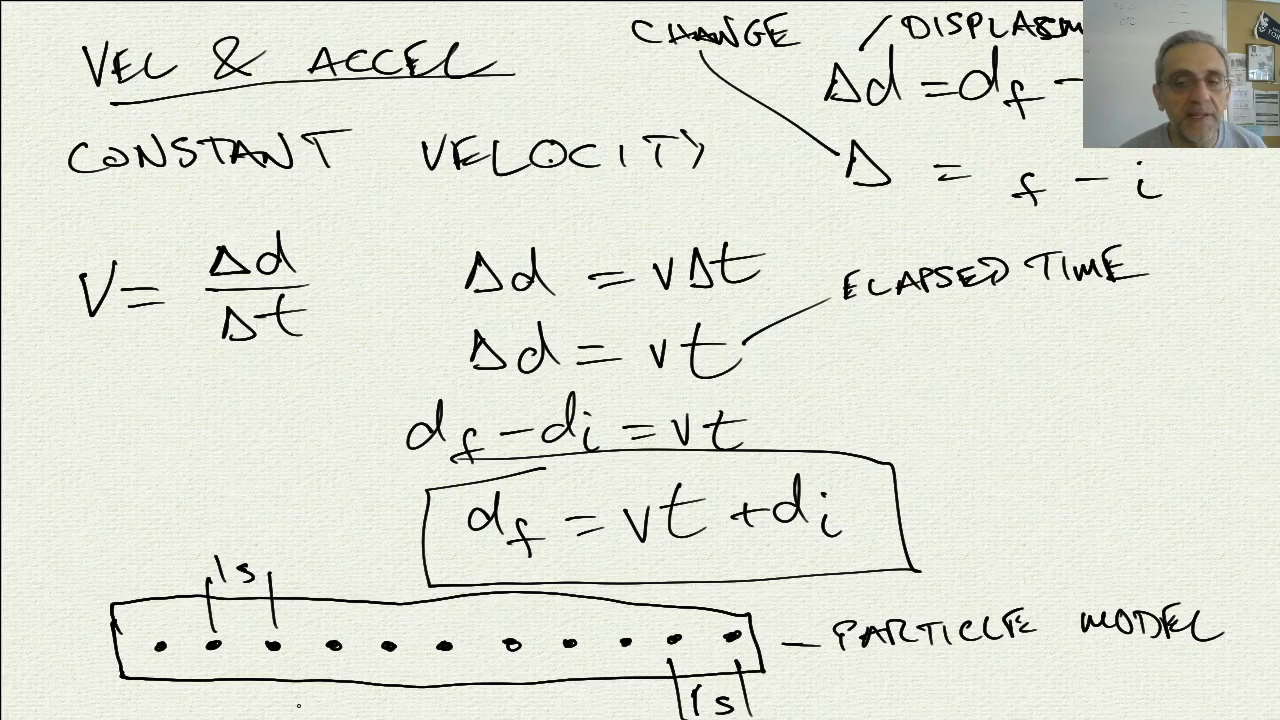 VEL & ACCEL
CHANGE / DISPLASM
Δd = df -
CONSTANT VELOCITY
Δ = f - i
V = Δd / Δt
Δd = vΔt
ELAPSED TIME
Δd = vt
df - di = vt
df = vt + di
1s
- PARTICLE MODEL
1s